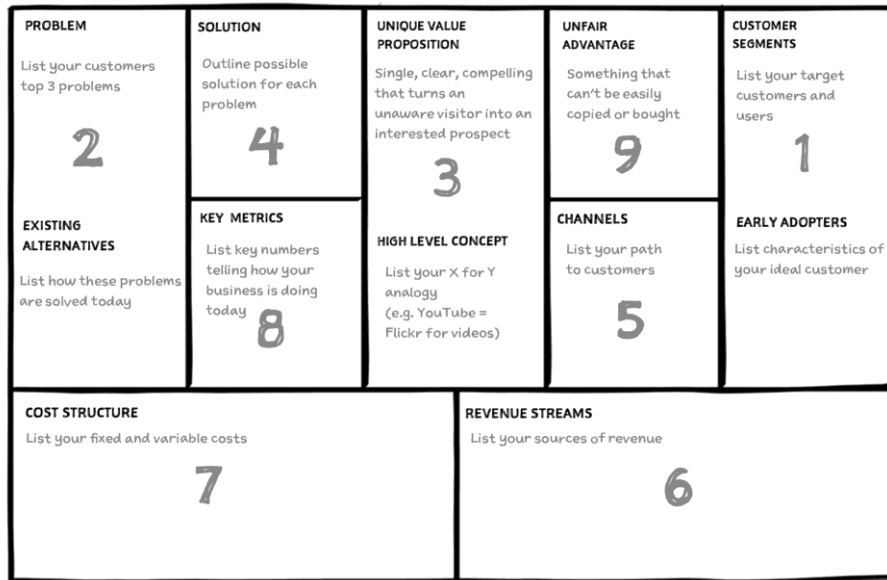 PROBLEM
List your customers
top 3 problems
2
EXISTING
ALTERNATIVES
List how these problems
are solved today
SOLUTION
Outline possible
solution for each
problem
4
KEY METRICS
List key numbers
telling how your
business is doing
today
8
UNIQUE VALUE
PROPOSITION
Single, clear, compelling
that turns an
unaware visitor into an
interested prospect
3
HIGH LEVEL CONCEPT
List your X for Y
analogy
(e.g. YouTube =
Flickr for videos)
UNFAIR
ADVANTAGE
Something that
can't be easily
copied or bought
9
CHANNELS
List your path
to customers
5
CUSTOMER
SEGMENTS
List your target
customers and
users
1
EARLY ADOPTERS
List characteristics of
your ideal customer
COST STRUCTURE
List your fixed and variable costs
7
REVENUE STREAMS
List your sources of revenue
6